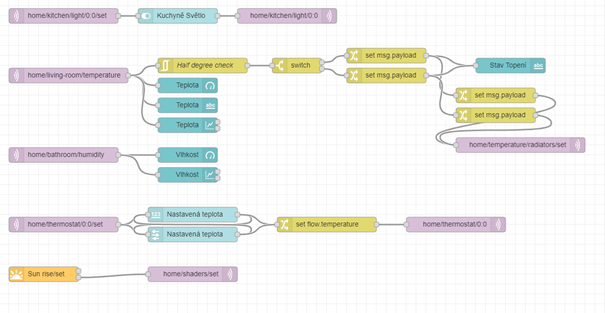 home/kitchen/light/0:0/set
Kuchyně Světlo
home/kitchen/light/0:0
home/living-room/temperature
Half degree check
switch
set msg.payload
set msg.payload
Stav Topení
abc
Teplota
Teplota
abc
Teplota
set msg.payload
set msg.payload
home/temperature/radiators/set
home/bathroom/humidity
Vlhkost
Vlhkost
home/thermostat/0:0/set
123
Nastavená teplota
Nastavená teplota
set flow.temperature
home/thermostat/0:0
Sun rise/set
home/shaders/set